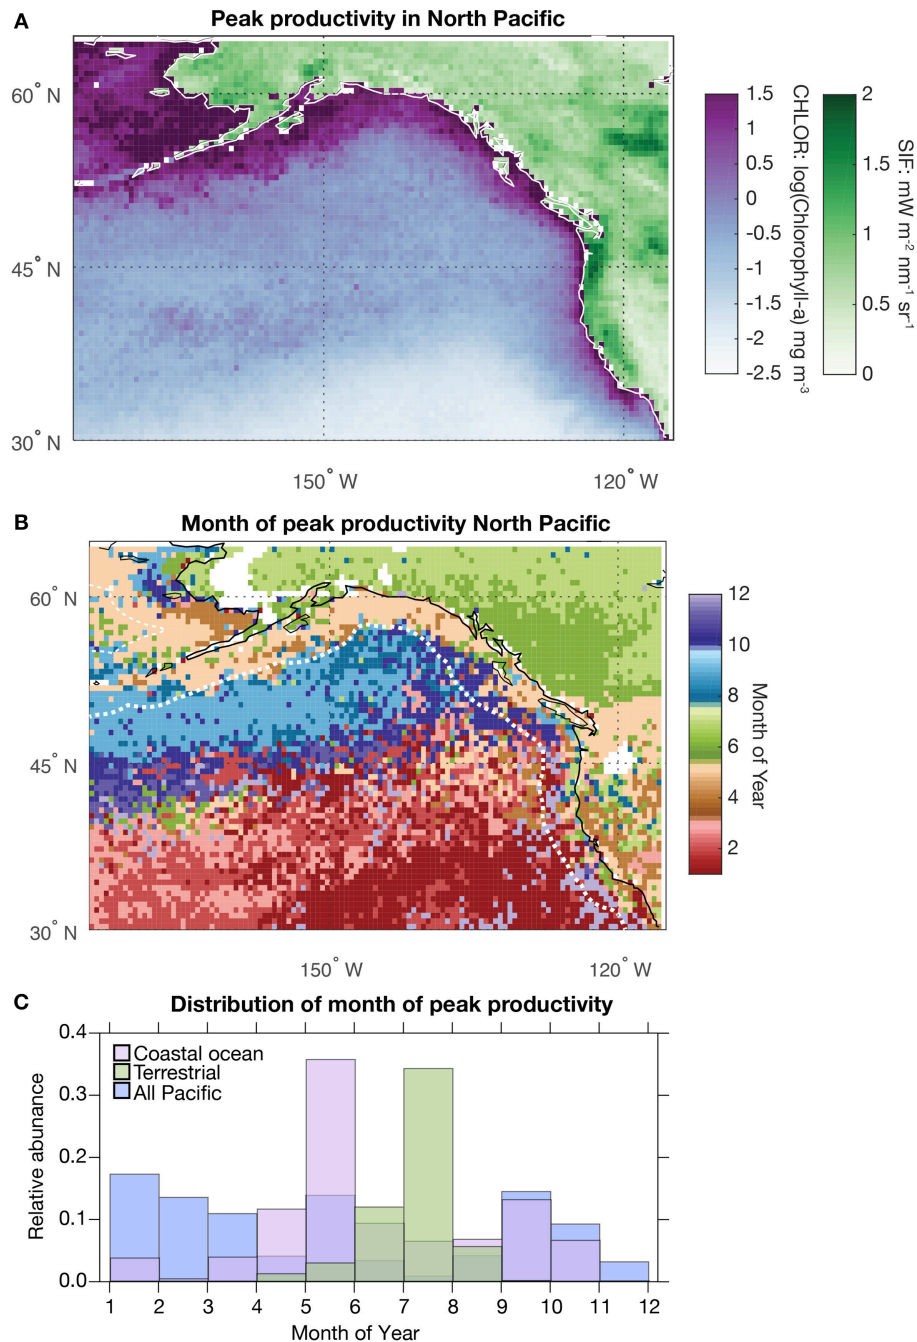 A
Peak productivity in North Pacific
60° N
45° N
30° N
150° W
120° W
1.5
1
0.5
0
-0.5
-1
-1.5
-2
-2.5
CHLOR: log(Chlorophyll-a) mg m-3
2
1.5
1
0.5
0
SIF: mW m-2 nm-1 sr-1
B
Month of peak productivity North Pacific
60° N
45° N
30° N
150° W
120° W
12
10
8
6
4
2
Month of Year
C
Distribution of month of peak productivity
0.4
0.3
0.2
0.1
0.0
Relative abunance
Coastal ocean
Terrestrial
All Pacific
1 2 3 4 5 6 7 8 9 10 11 12
Month of Year